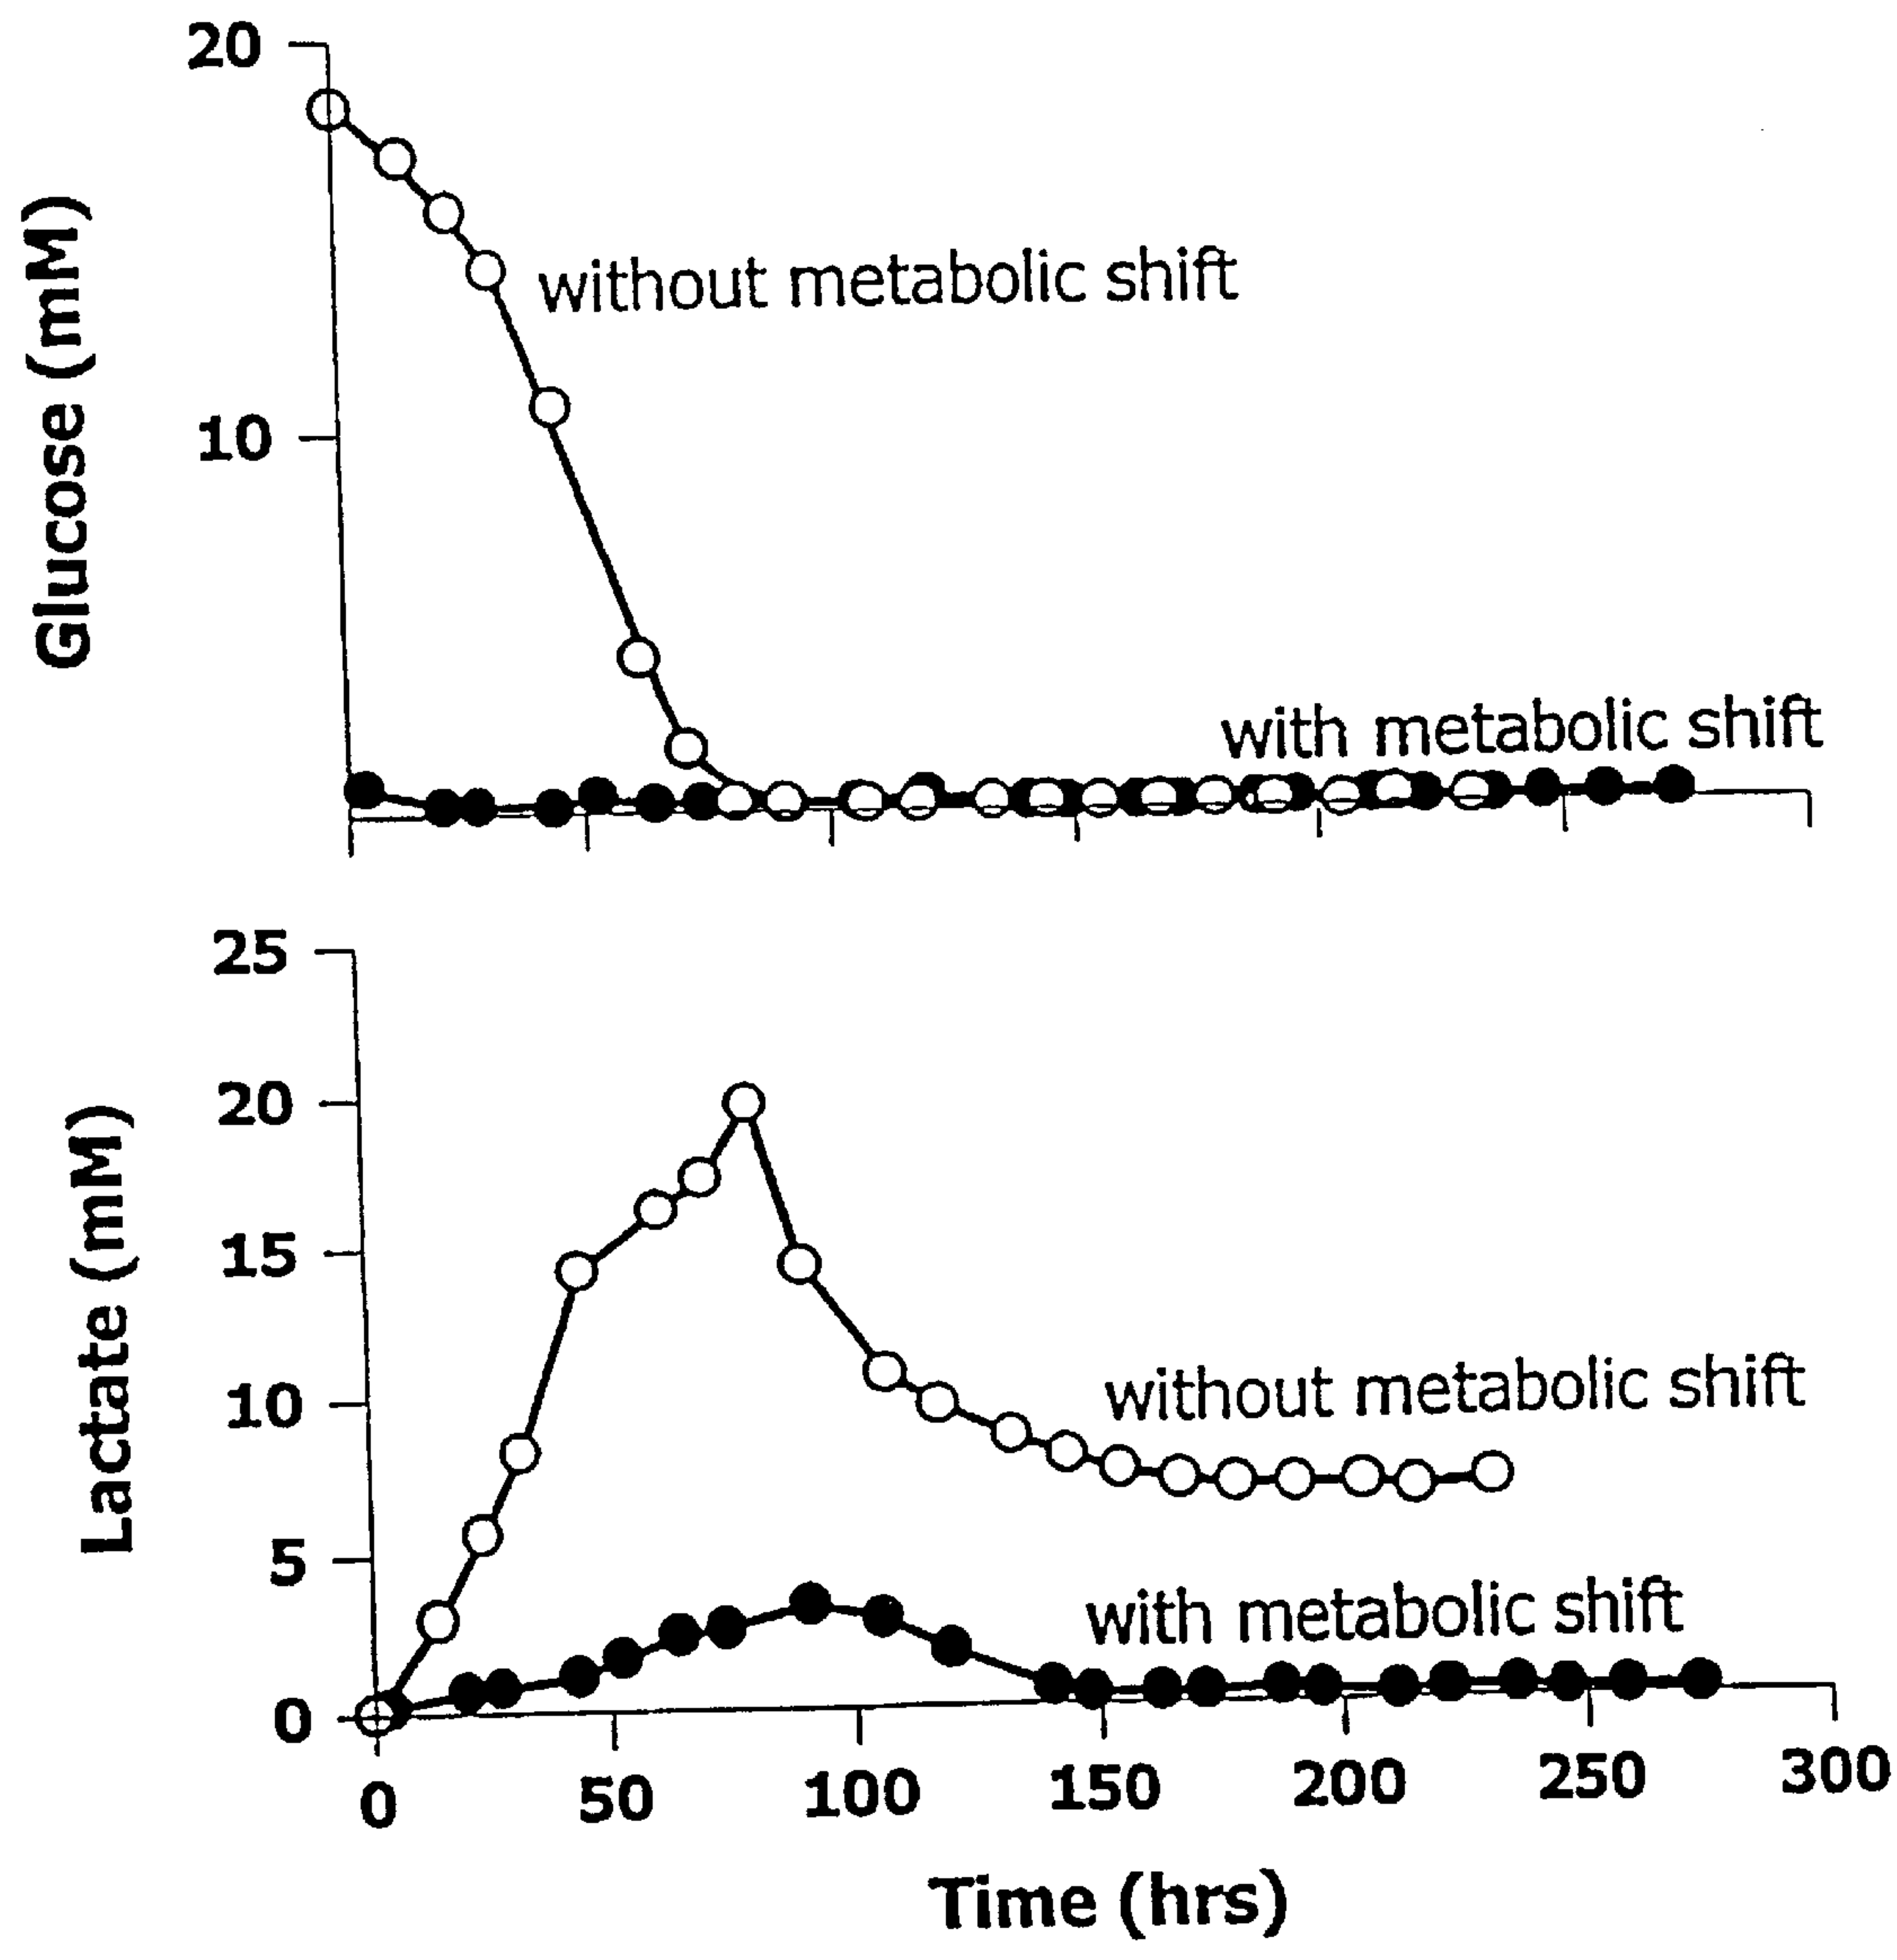 20
Glucose (mM)
without metabolic shift
10
with metabolic shift
25
20
Lactate (mM)
15
10
without metabolic shift
5
with metabolic shift
0
0 50 100 150 200 250 300
Time (hrs)